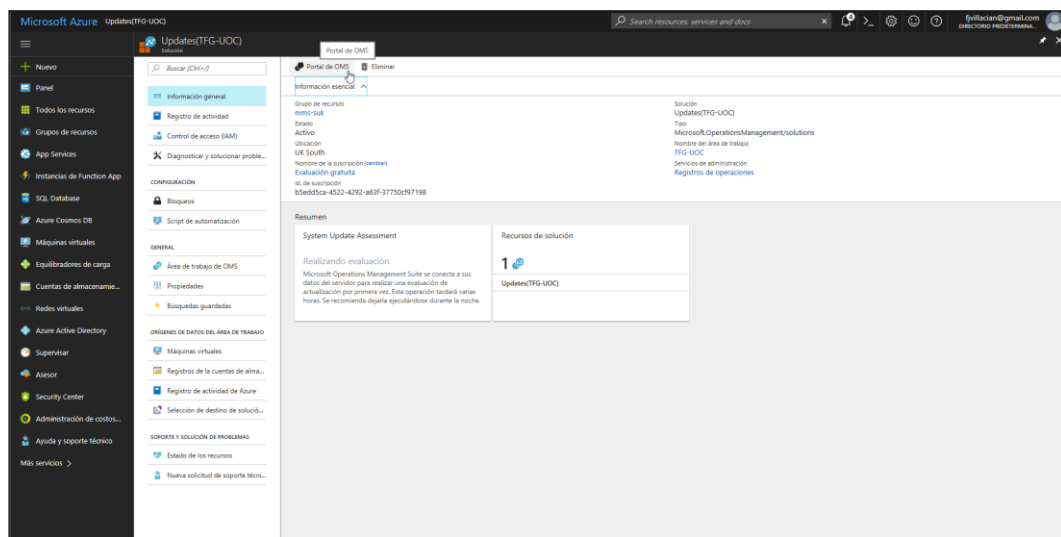 Microsoft Azure Updates(TFG-UOC)
Search resources, services and docs
fjvillacian@gmail.com
DIRECTORIO PREDETERMINA...
Updates(TFG-UOC)
Solución
Portal de OMS
Nuevo
Panel
Todos los recursos
Grupos de recursos
App Services
Instancias de Function App
SQL Database
Azure Cosmos DB
Máquinas virtuales
Equilibradores de carga
Cuentas de almacenamie...
Redes virtuales
Azure Active Directory
Supervisar
Asesor
Security Center
Administración de costos...
Ayuda y soporte técnico
Más servicios >
Buscar (Ctrl+/)
Información general
Registro de actividad
Control de acceso (IAM)
Diagnosticar y solucionar proble...
CONFIGURACIÓN
Bloqueos
Script de automatización
GENERAL
Área de trabajo de OMS
Propiedades
Búsquedas guardadas
ORÍGENES DE DATOS DEL ÁREA DE TRABAJO
Máquinas virtuales
Registros de la cuentas de alma...
Registro de actividad de Azure
Selección de destino de solució...
SOPORTE Y SOLUCIÓN DE PROBLEMAS
Estado de los recursos
Nueva solicitud de soporte técni...
Portal de OMS Eliminar
Información esencial
Grupo de recursos
mms-suk
Estado
Activo
Ubicación
UK South
Nombre de la suscripción (cambiar)
Evaluación gratuita
Id. de suscripción
b5edd5ca-4522-4292-a63f-37750cf97198
Solución
Updates(TFG-UOC)
Tipo
Microsoft.OperationsManagement/solutions
Nombre del área de trabajo
TFG-UOC
Servicios de administración
Registros de operaciones
Resumen
System Update Assessment
Realizando evaluación
Microsoft Operations Management Suite se conecta a sus
datos del servidor para realizar una evaluación de
actualización por primera vez. Esta operación tardará varias
horas. Se recomienda dejarla ejecutándose durante la noche.
Recursos de solución
1
Updates(TFG-UOC)